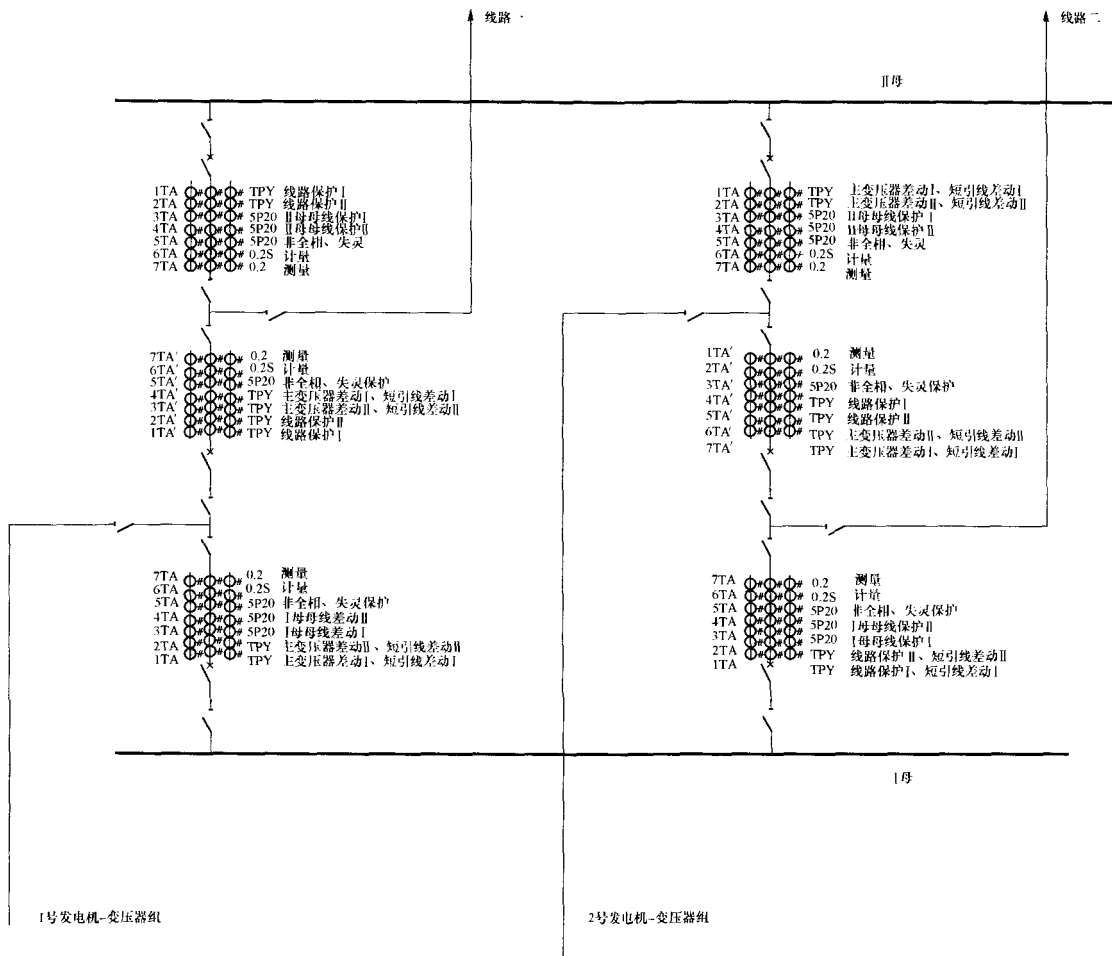 线路一
线路二
II母
1TA TPY 线路保护I
2TA TPY 线路保护II
3TA 5P20 II母母线保护I
4TA 5P20 II母母线保护II
5TA 5P20 非全相、失灵
6TA 0.2S 计量
7TA 0.2 测量
1TA TPY 主变压器差动I、短引线差动I
2TA TPY 主变压器差动II、短引线差动II
3TA 5P20 II母母线保护I
4TA 5P20 II母母线保护II
5TA 5P20 非全相、失灵
6TA 0.2S 计量
7TA 0.2 测量
7TA′ 0.2 测量
6TA′ 0.2S 计量
5TA′ 5P20 非全相、失灵保护
4TA′ TPY 主变压器差动I、短引线差动I
3TA′ TPY 主变压器差动II、短引线差动II
2TA′ TPY 线路保护II
1TA′ TPY 线路保护I
1TA′ 0.2 测量
2TA′ 0.2S 计量
3TA′ 5P20 非全相、失灵保护
4TA′ TPY 线路保护I
5TA′ TPY 线路保护II
6TA′ TPY 主变压器差动II、短引线差动II
7TA′ TPY 主变压器差动I、短引线差动I
7TA 0.2 测量
6TA 0.2S 计量
5TA 5P20 非全相、失灵保护
4TA 5P20 I母母线差动II
3TA 5P20 I母母线差动I
2TA TPY 主变压器差动II、短引线差动II
1TA TPY 主变压器差动I、短引线差动I
7TA 0.2 测量
6TA 0.2S 计量
5TA 5P20 非全相、失灵保护
4TA 5P20 I母母线保护II
3TA 5P20 I母母线保护I
2TA TPY 线路保护II、短引线差动II
1TA TPY 线路保护I、短引线差动I
I母
1号发电机-变压器组
2号发电机-变压器组